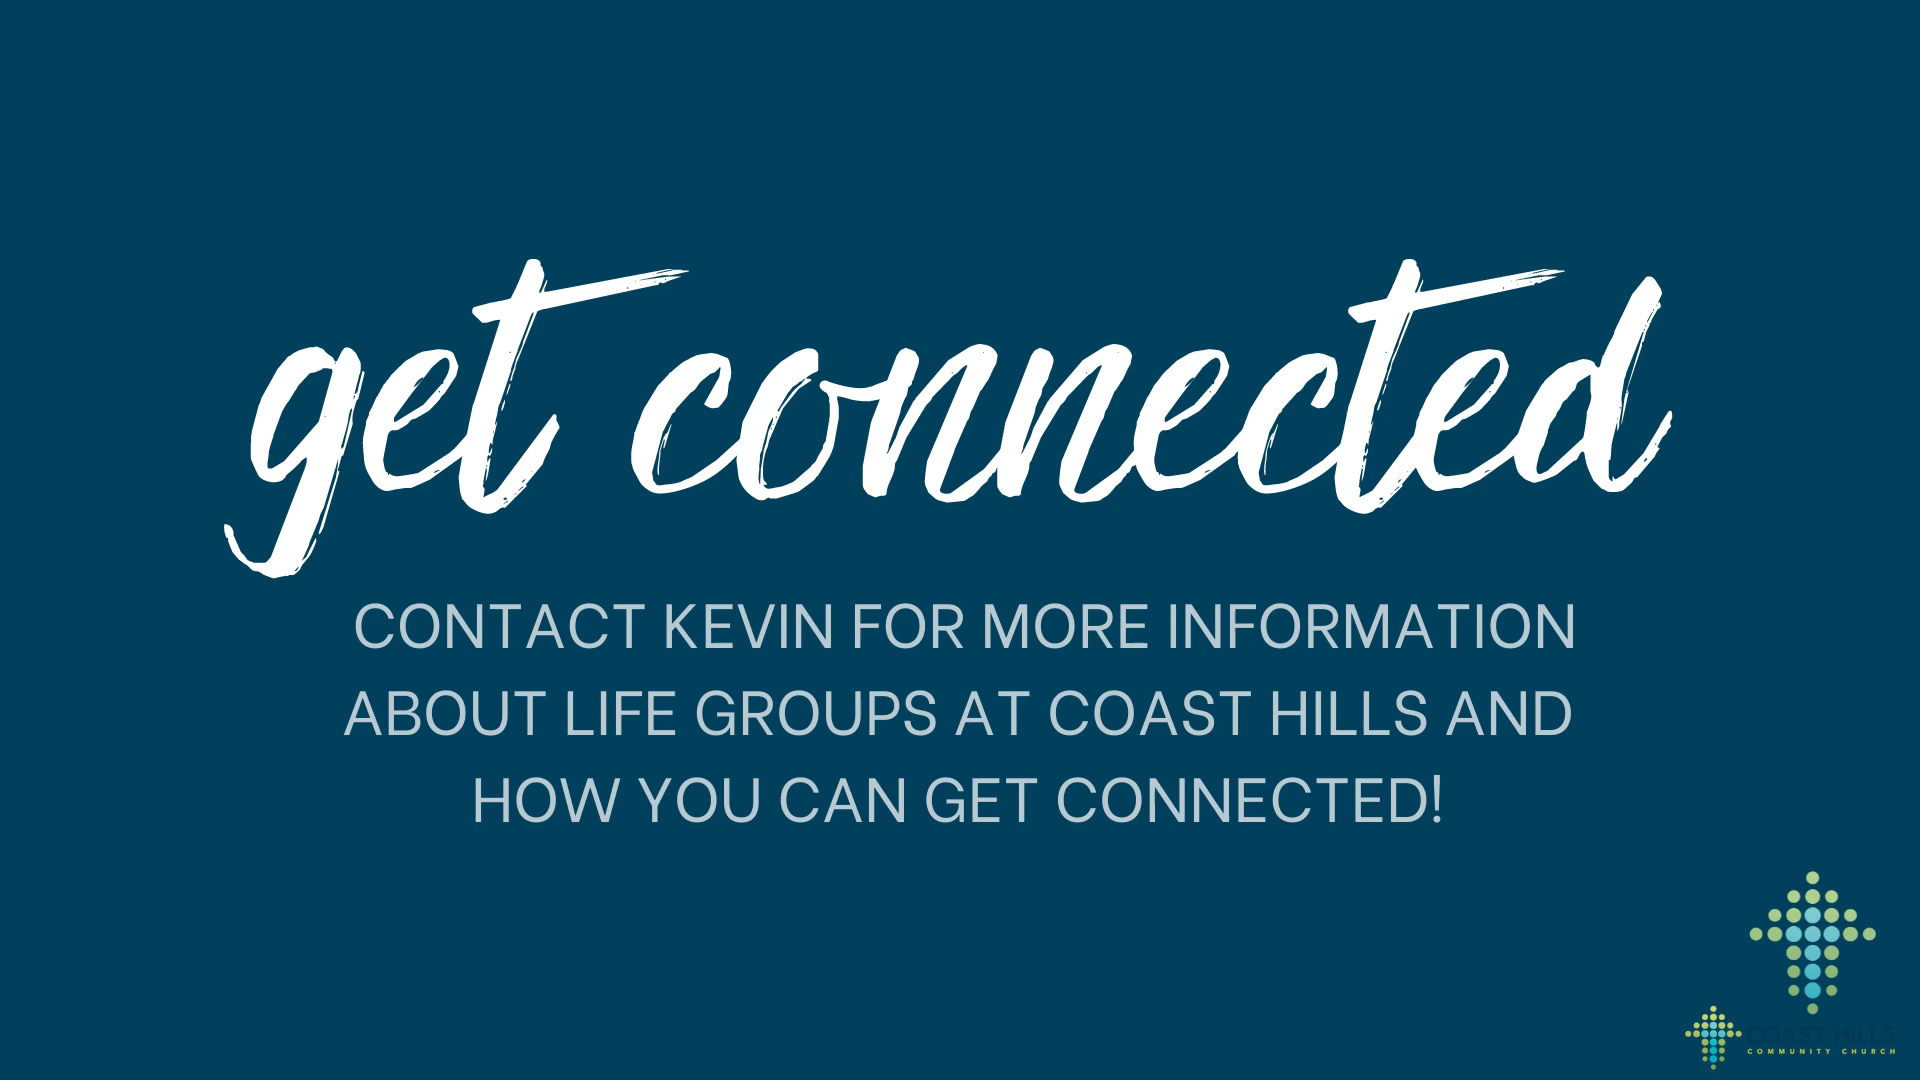 get connected
CONTACT KEVIN FOR MORE INFORMATION
ABOUT LIFE GROUPS AT COAST HILLS AND
HOW YOU CAN GET CONNECTED!
COAST HILLS
COMMUNITY CHURCH